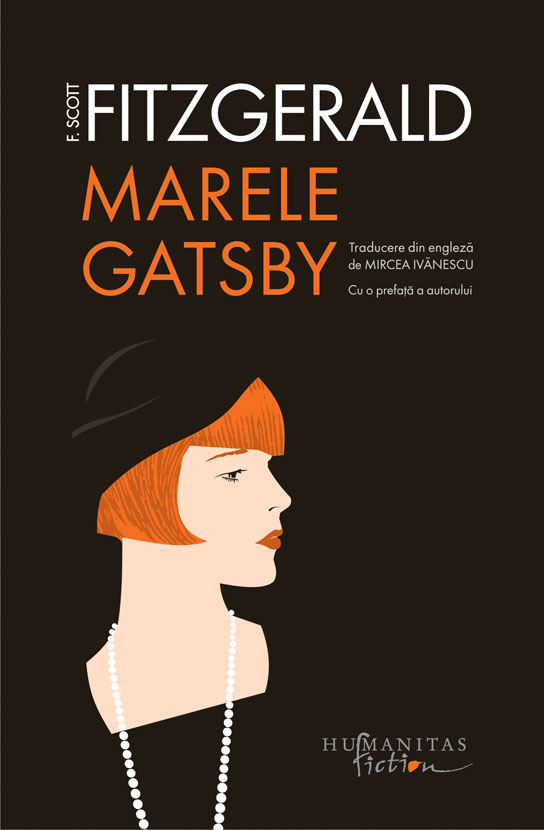 F. SCOTT
FITZGERALD
MARELE
GATSBY
Traducere din engleză
de MIRCEA IVĂNESCU
Cu o prefață a autorului
HUMANITAS
fiction